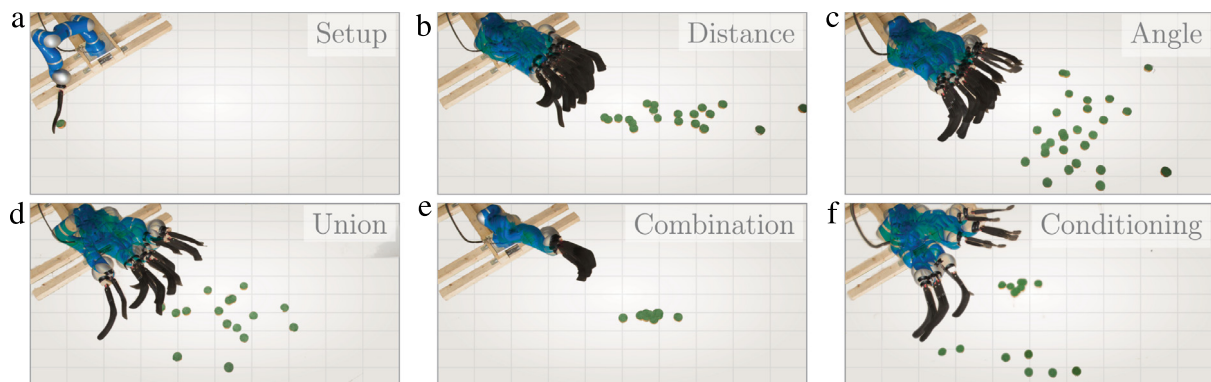 a Setup
b Distance
c Angle
d Union
e Combination
f Conditioning